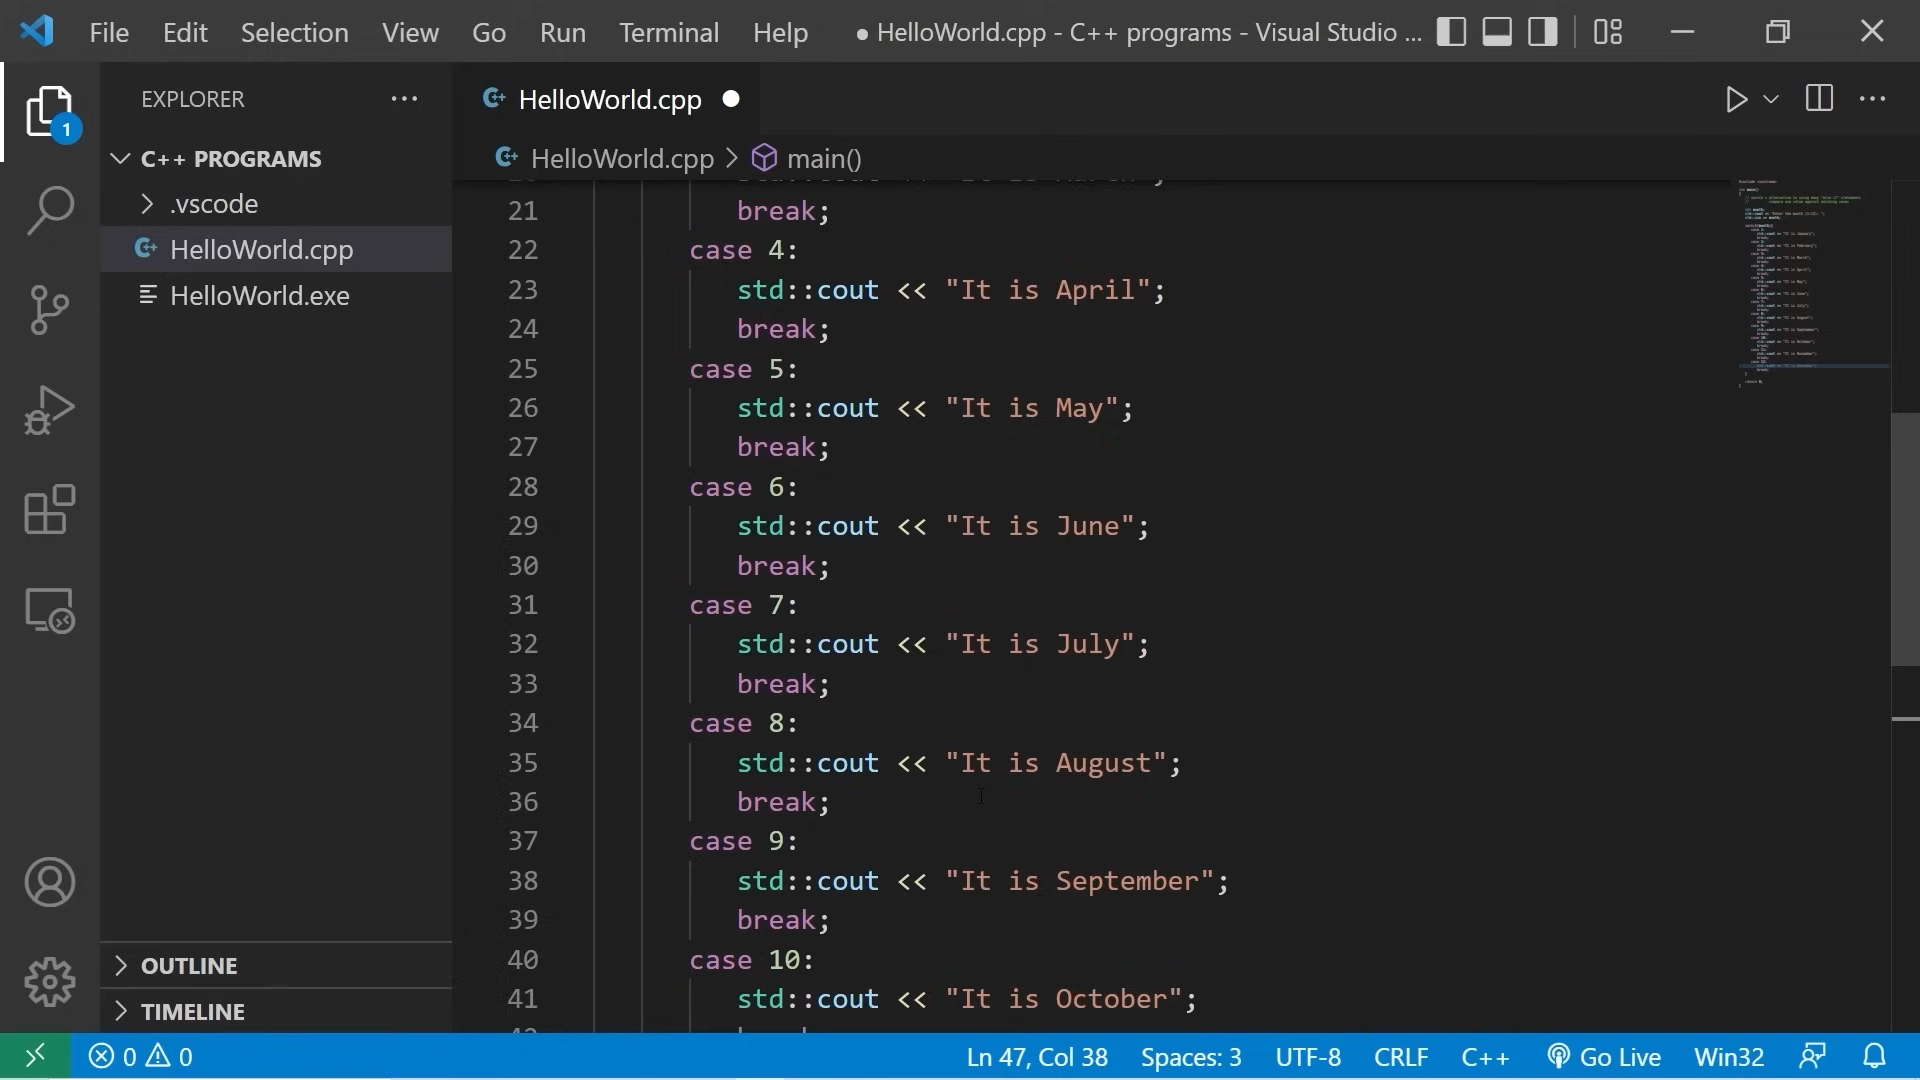 File Edit Selection View Go Run Terminal Help ● HelloWorld.cpp - C++ programs - Visual Studio ...
EXPLORER ...
HelloWorld.cpp ●
1
C++ PROGRAMS
HelloWorld.cpp > main()
.vscode
HelloWorld.cpp
HelloWorld.exe
21 break;
22 case 4:
23 std::cout << "It is April";
24 break;
25 case 5:
26 std::cout << "It is May";
27 break;
28 case 6:
29 std::cout << "It is June";
30 break;
31 case 7:
32 std::cout << "It is July";
33 break;
34 case 8:
35 std::cout << "It is August";
36 break;
37 case 9:
38 std::cout << "It is September";
39 break;
40 case 10:
41 std::cout << "It is October";
OUTLINE
TIMELINE
0 0 Ln 47, Col 38 Spaces: 3 UTF-8 CRLF C++ Go Live Win32